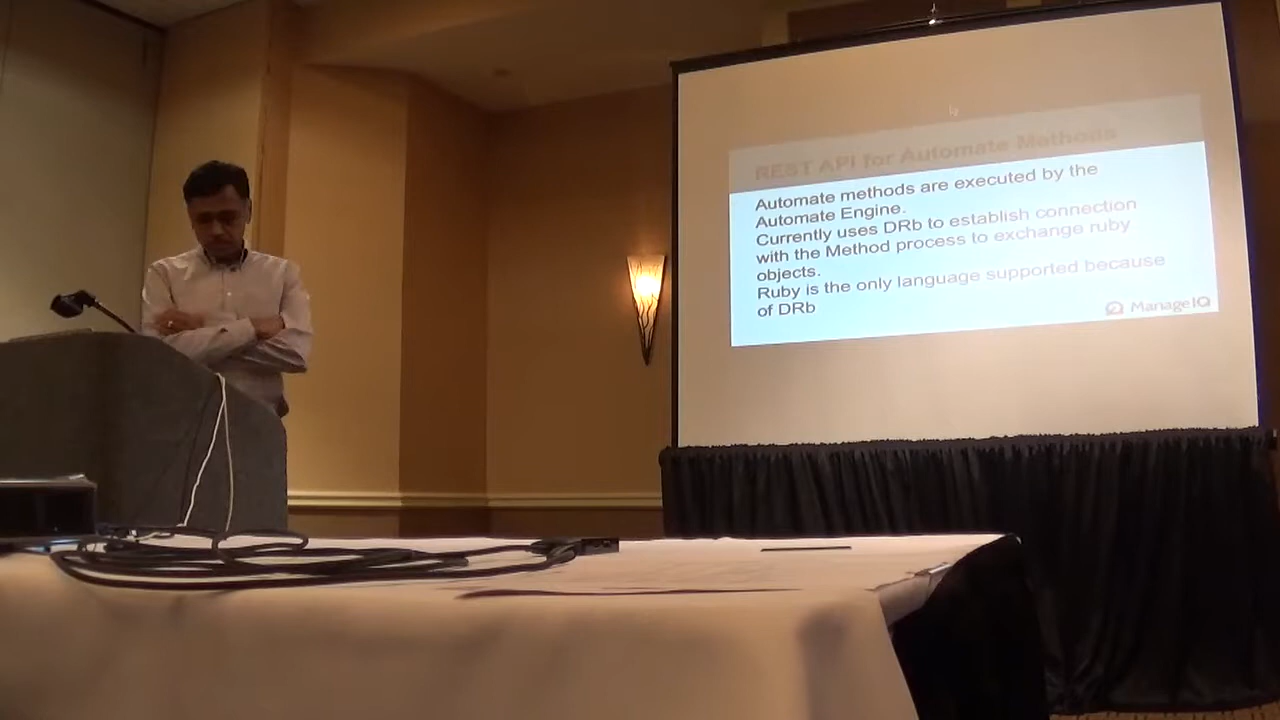 REST API for Automate Methods
Automate methods are executed by the
Automate Engine.
Currently uses DRb to establish connection
with the Method process to exchange ruby
objects.
Ruby is the only language supported because
of DRb
ManageIQ